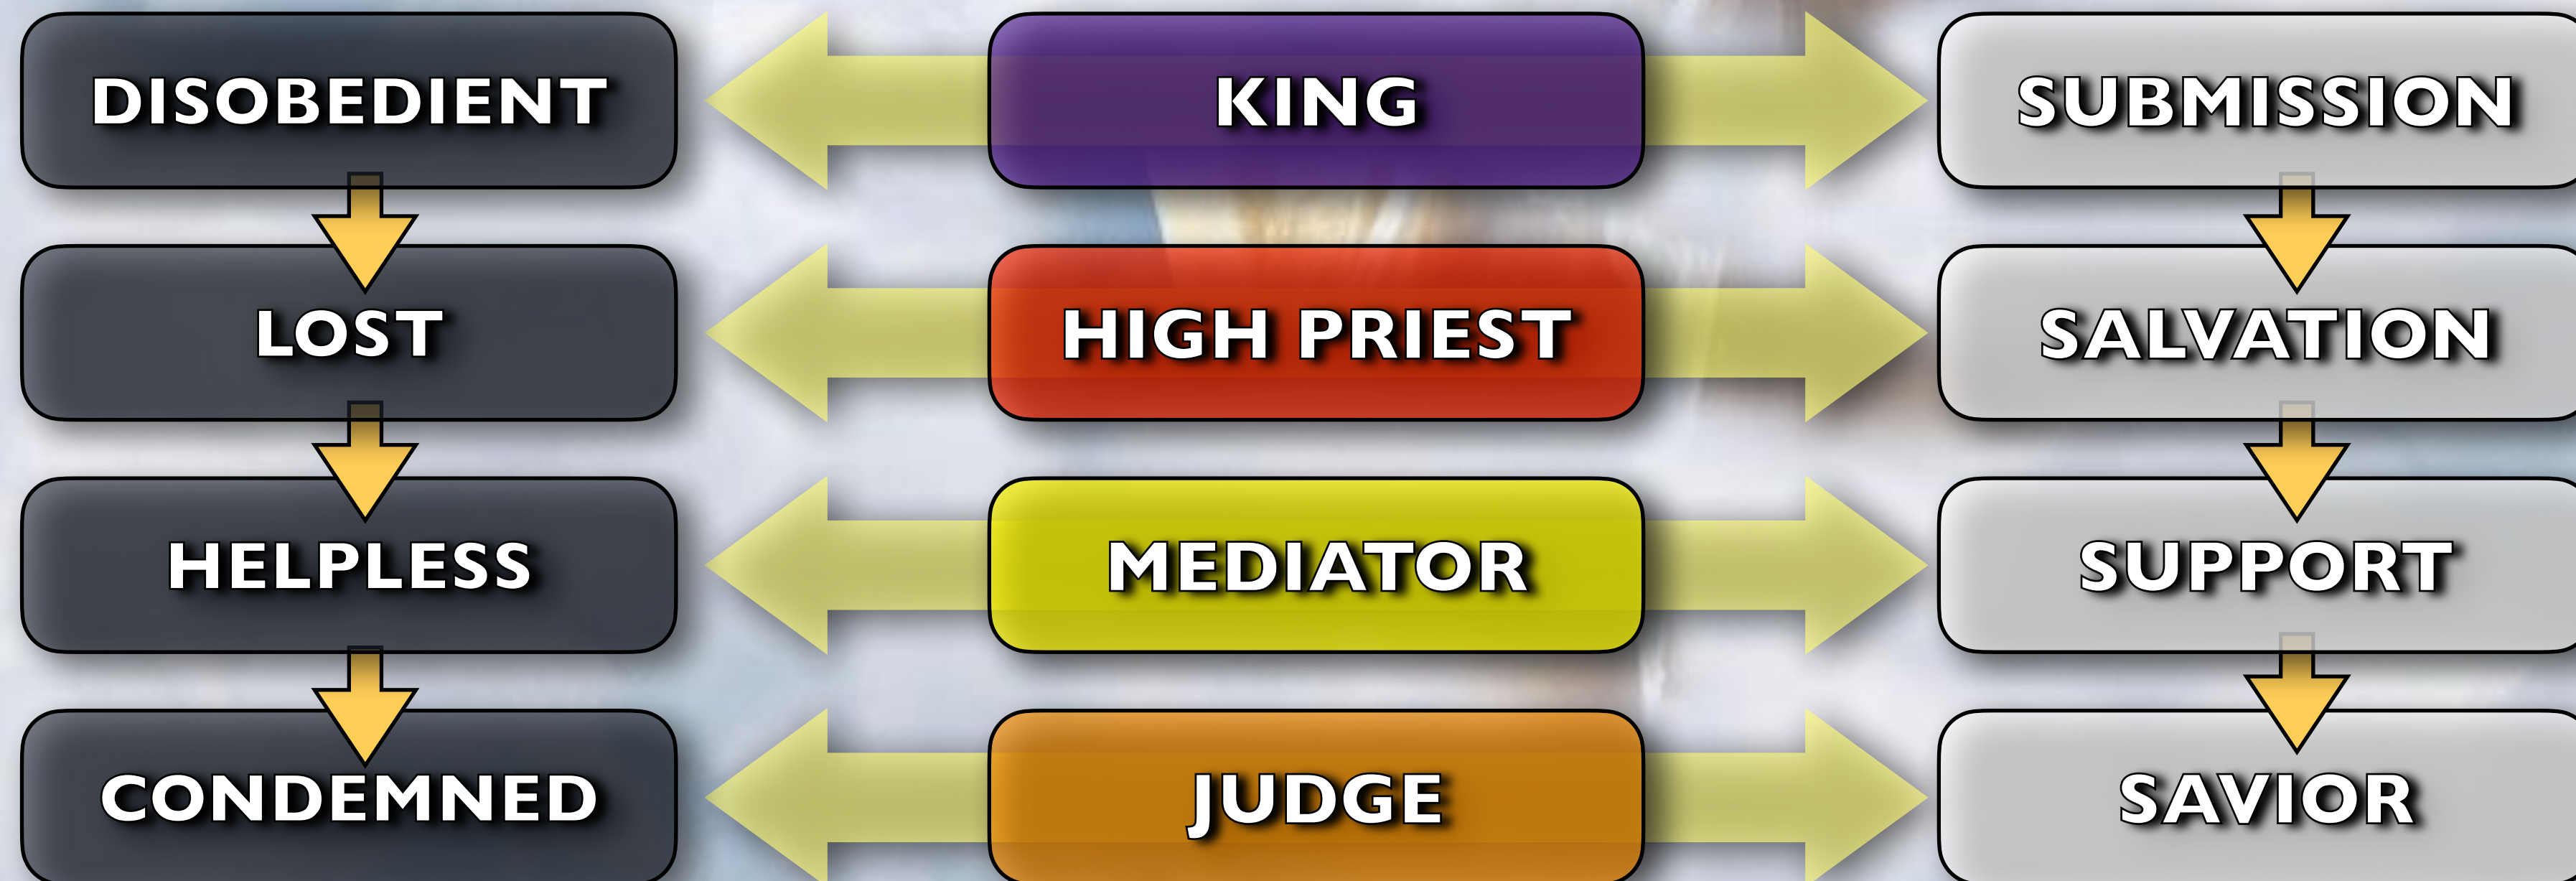 DISOBEDIENT
KING
SUBMISSION
LOST
HIGH PRIEST
SALVATION
HELPLESS
MEDIATOR
SUPPORT
CONDEMNED
JUDGE
SAVIOR